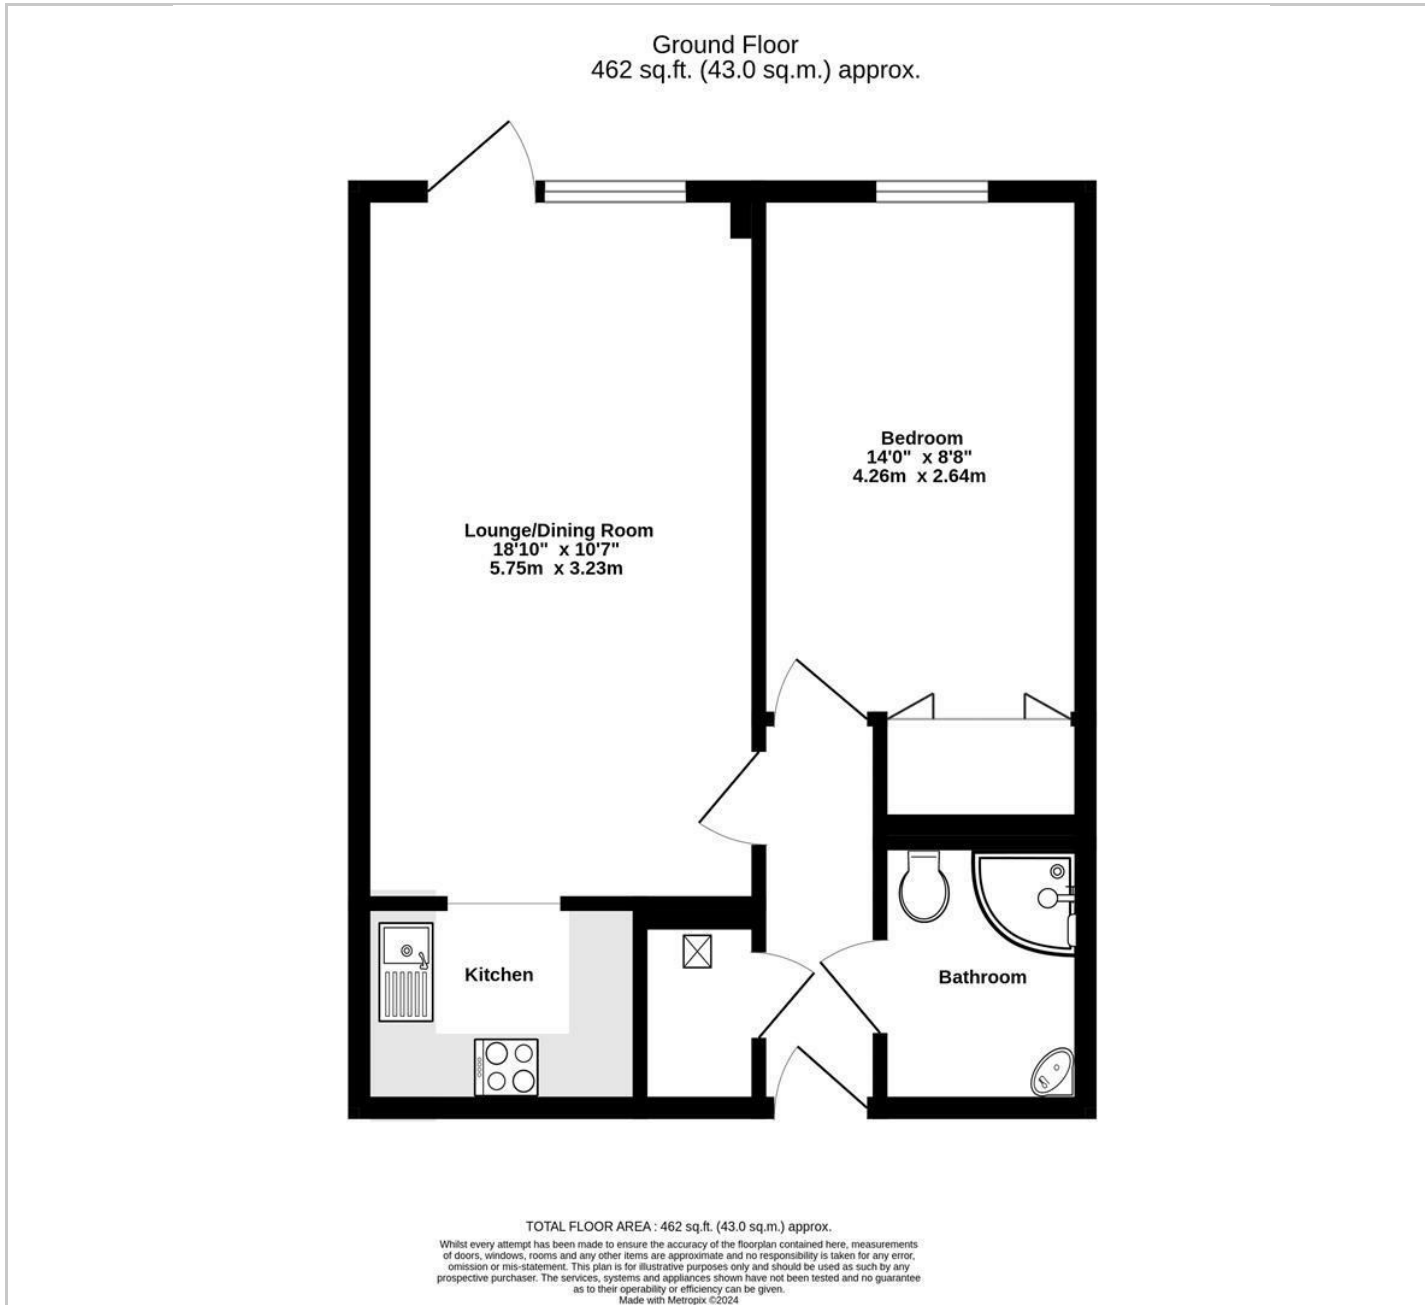 Ground Floor
462 sq.ft. (43.0 sq.m.) approx.
Bedroom
14'0" x 8'8"
4.26m x 2.64m
Lounge/Dining Room
18'10" x 10'7"
5.75m x 3.23m
Kitchen
Bathroom
TOTAL FLOOR AREA : 462 sq.ft. (43.0 sq.m.) approx.
Whilst every attempt has been made to ensure the accuracy of the floorplan contained here, measurements
of doors, windows, rooms and any other items are approximate and no responsibility is taken for any error,
omission or mis-statement. This plan is for illustrative purposes only and should be used as such by any
prospective purchaser. The services, systems and appliances shown have not been tested and no guarantee
as to their operability or efficiency can be given.
Made with Metropix ©2024